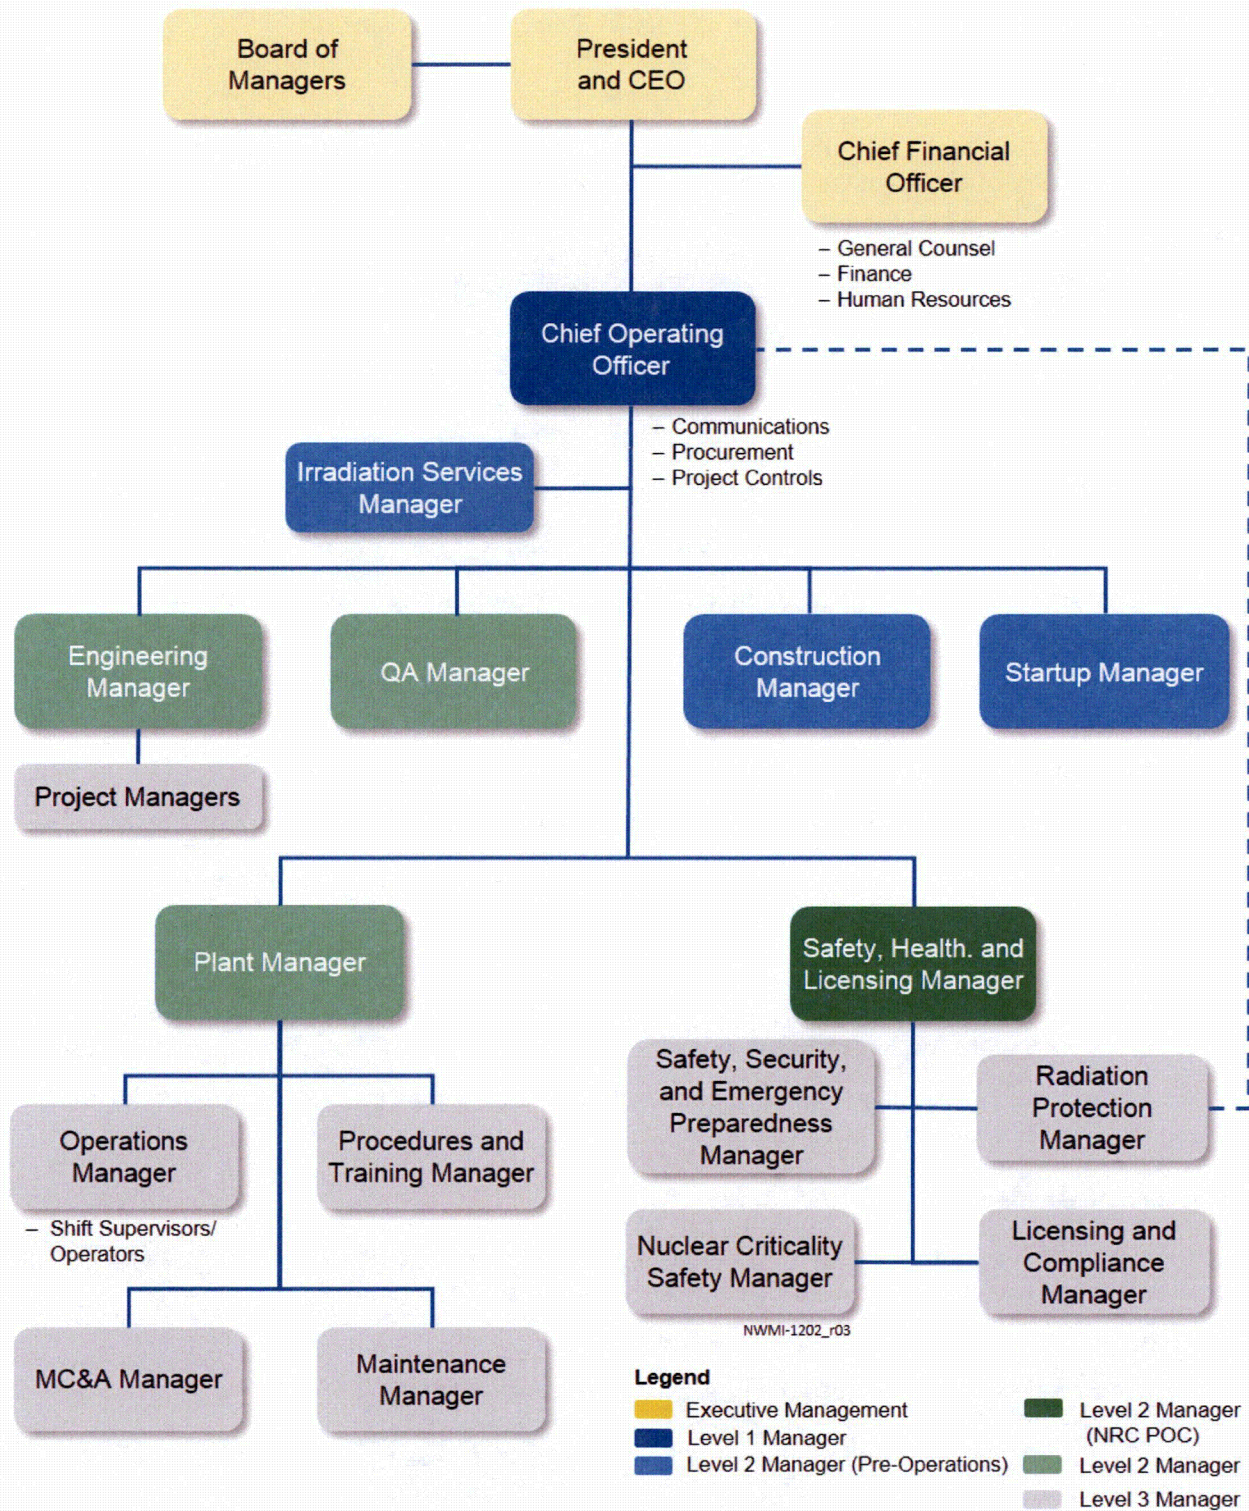 Board of
Managers
President
and CEO
Chief Financial
Officer
– General Counsel
– Finance
– Human Resources
Chief Operating
Officer
– Communications
– Procurement
– Project Controls
Irradiation Services
Manager
Engineering
Manager
QA Manager
Construction
Manager
Startup Manager
Project Managers
Plant Manager
Safety, Health. and
Licensing Manager
Safety, Security,
and Emergency
Preparedness
Manager
Radiation
Protection
Manager
Operations
Manager
Procedures and
Training Manager
– Shift Supervisors/
Operators
Nuclear Criticality
Safety Manager
Licensing and
Compliance
Manager
NWMI-1202_r03
MC&A Manager
Maintenance
Manager
Legend
Executive Management
Level 1 Manager
Level 2 Manager (Pre-Operations)
Level 2 Manager
(NRC POC)
Level 2 Manager
Level 3 Manager